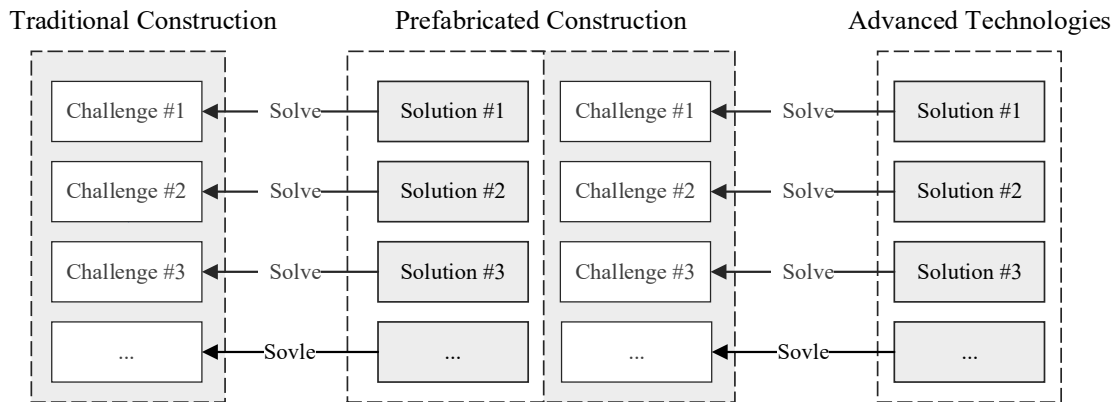 Traditional Construction Prefabricated Construction Advanced Technologies
Challenge #1 Solve Solution #1 Challenge #1 Solve Solution #1
Challenge #2 Solve Solution #2 Challenge #2 Solve Solution #2
Challenge #3 Solve Solution #3 Challenge #3 Solve Solution #3
... Sovle ... ... Sovle ...